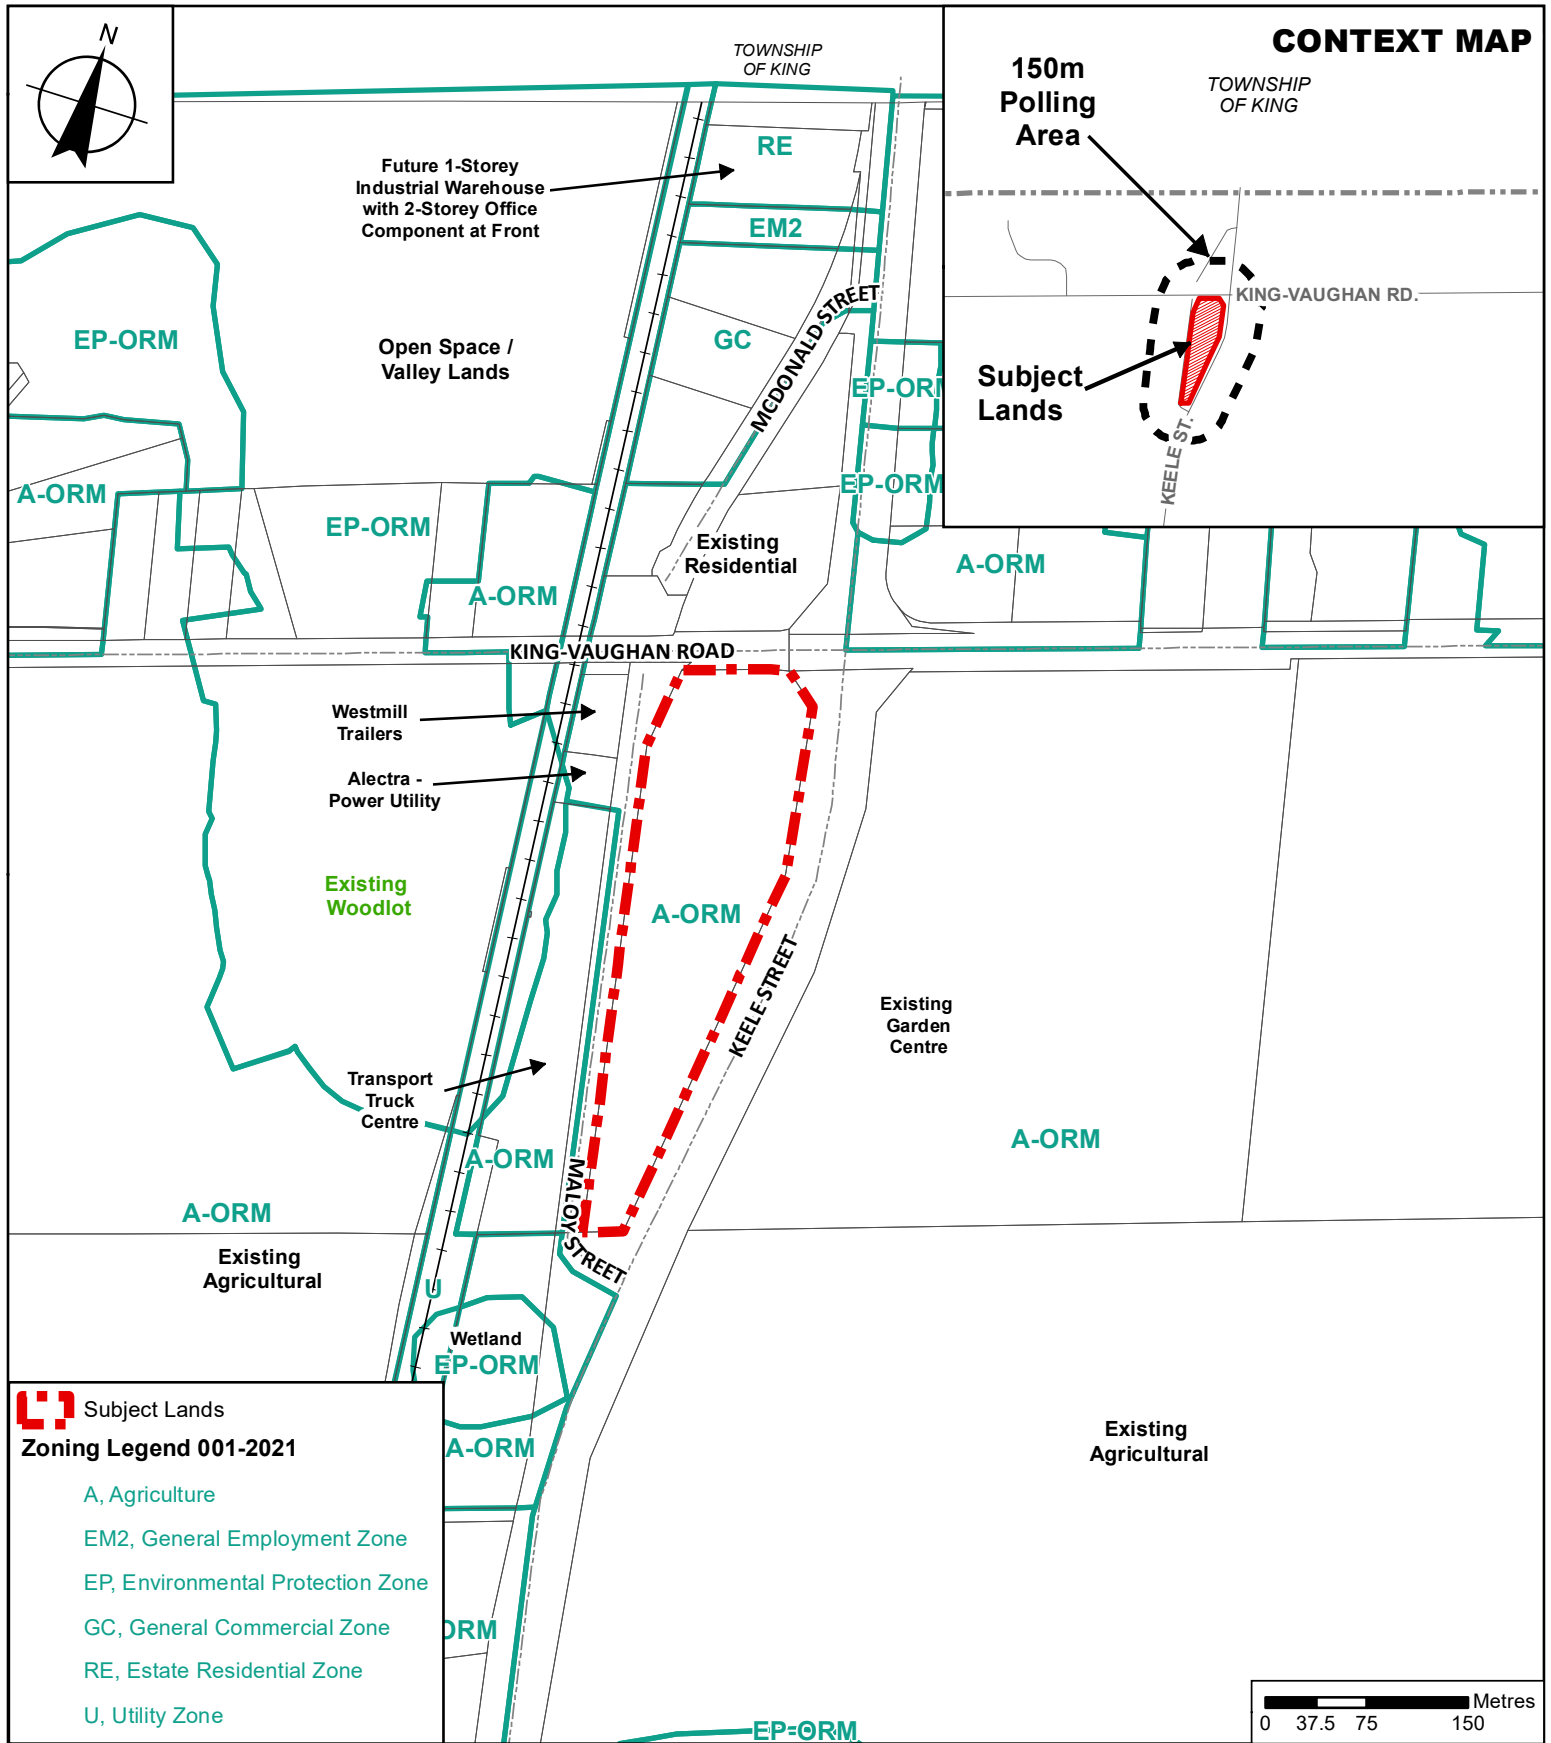 N
TOWNSHIP
OF KING
CONTEXT MAP
150m
Polling
Area
TOWNSHIP
OF KING
KING-VAUGHAN RD.
Subject
Lands
KEELE ST.
RE
Future 1-Storey
Industrial Warehouse
with 2-Storey Office
Component at Front
EM2
MCDONALD STREET
EP-ORM
Open Space /
Valley Lands
GC
EP-ORM
A-ORM
EP-ORM
EP-ORM
Existing
Residential
A-ORM
A-ORM
KING-VAUGHAN ROAD
Westmill
Trailers
Alectra -
Power Utility
Existing
Woodlot
A-ORM
KEELE STREET
Existing
Garden
Centre
Transport
Truck
Centre
A-ORM
A-ORM
MALOY STREET
A-ORM
Existing
Agricultural
U
Wetland
EP-ORM
A-ORM
Existing
Agricultural
ORM
EP-ORM
Subject Lands
Zoning Legend 001-2021
A, Agriculture
EM2, General Employment Zone
EP, Environmental Protection Zone
GC, General Commercial Zone
RE, Estate Residential Zone
U, Utility Zone
Metres
0 37.5 75 150